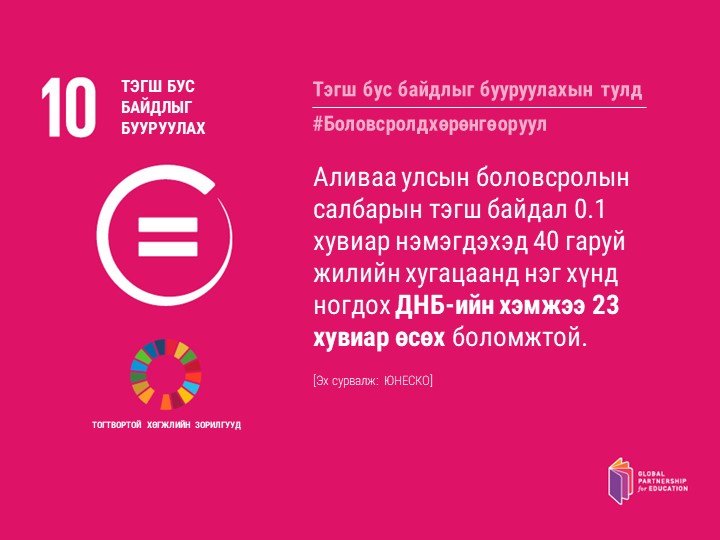 10
ТЭГШ БУС
БАЙДЛЫГ
БУУРУУЛАХ
ТОГТВОРТОЙ ХӨГЖЛИЙН ЗОРИЛГУУД
Тэгш бус байдлыг бууруулахын тулд
#Боловсролдхөрөнгөоруул
Аливаа улсын боловсролын
салбарын тэгш байдал 0.1
хувиар нэмэгдэхэд 40 гаруй
жилийн хугацаанд нэг хүнд
ногдох ДНБ-ийн хэмжээ 23
хувиар өсөх боломжтой.
[Эх сурвалж: ЮНЕСКО]
GLOBAL
PARTNERSHIP
for EDUCATION